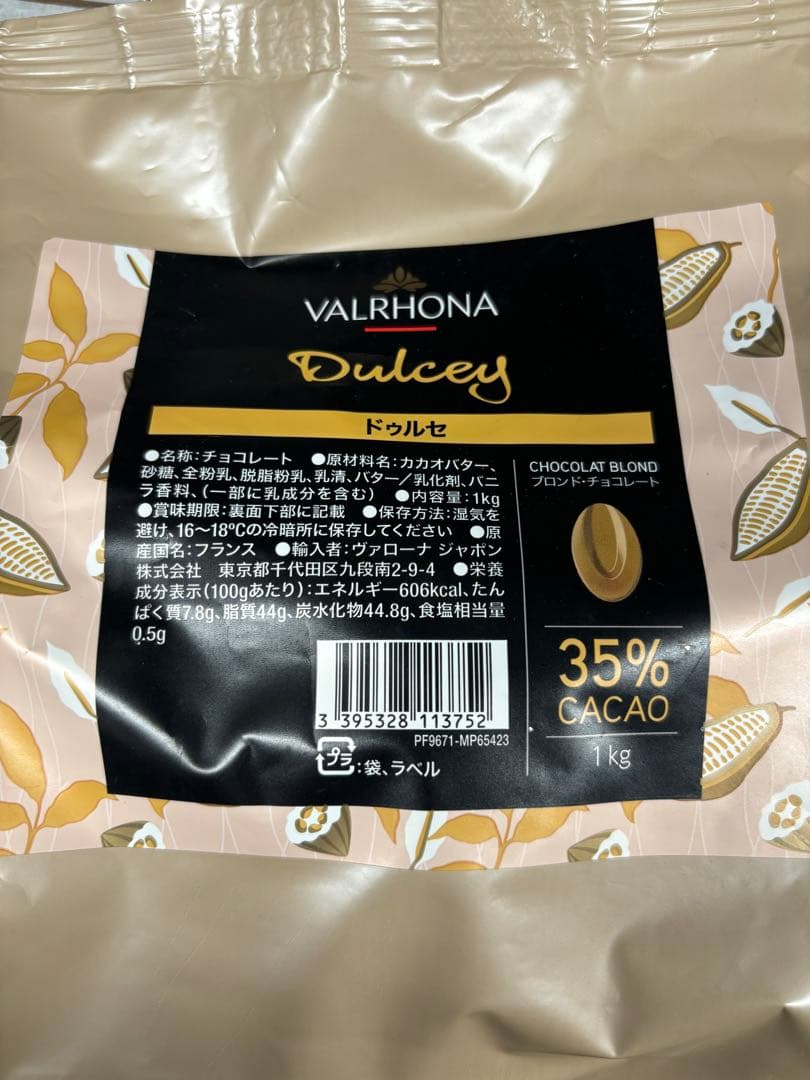 VALRHONA
Dulcey
ドゥルセ
●名称：チョコレート ●原材料名：カカオバター、
砂糖、全粉乳、脱脂粉乳、乳清、バター／乳化剤、バニ
ラ香料、（一部に乳成分を含む） ●内容量：1kg
●賞味期限：裏面下部に記載 ●保存方法：湿気を
避け、16～18℃の冷暗所に保存してください ●原
産国名：フランス ●輸入者：ヴァローナ ジャポン
株式会社 東京都千代田区九段南2-9-4 ●栄養
成分表示（100gあたり）：エネルギー606kcal、たん
ぱく質7.8g、脂質44g、炭水化物44.8g、食塩相当量
0.5g
3 395328 113752
PF9671-MP65423
プラ：袋、ラベル
CHOCOLAT BLOND
ブロンド・チョコレート
35%
CACAO
1kg